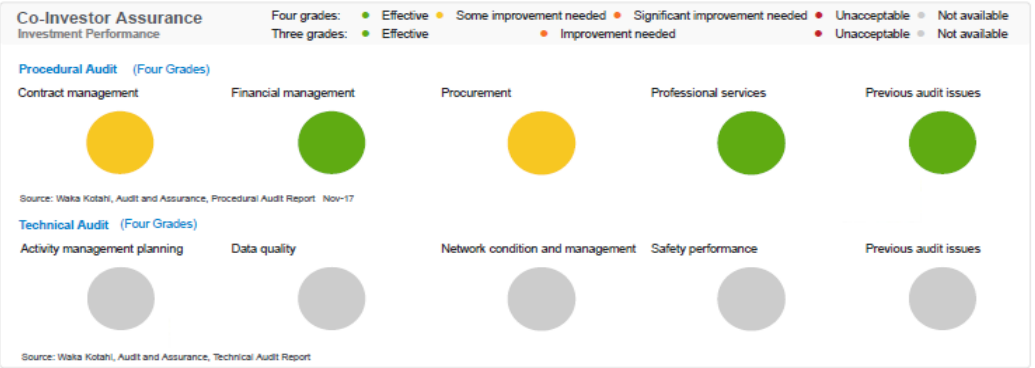 Co-Investor Assurance
Investment Performance
Four grades: Effective Some improvement needed Significant improvement needed Unacceptable Not available
Three grades: Effective Improvement needed Unacceptable Not available
Procedural Audit (Four Grades)
Contract management Financial management Procurement Professional services Previous audit issues
Source: Waka Kotahi, Audit and Assurance, Procedural Audit Report Nov-17
Technical Audit (Four Grades)
Activity management planning Data quality Network condition and management Safety performance Previous audit issues
Source: Waka Kotahi, Audit and Assurance, Technical Audit Report